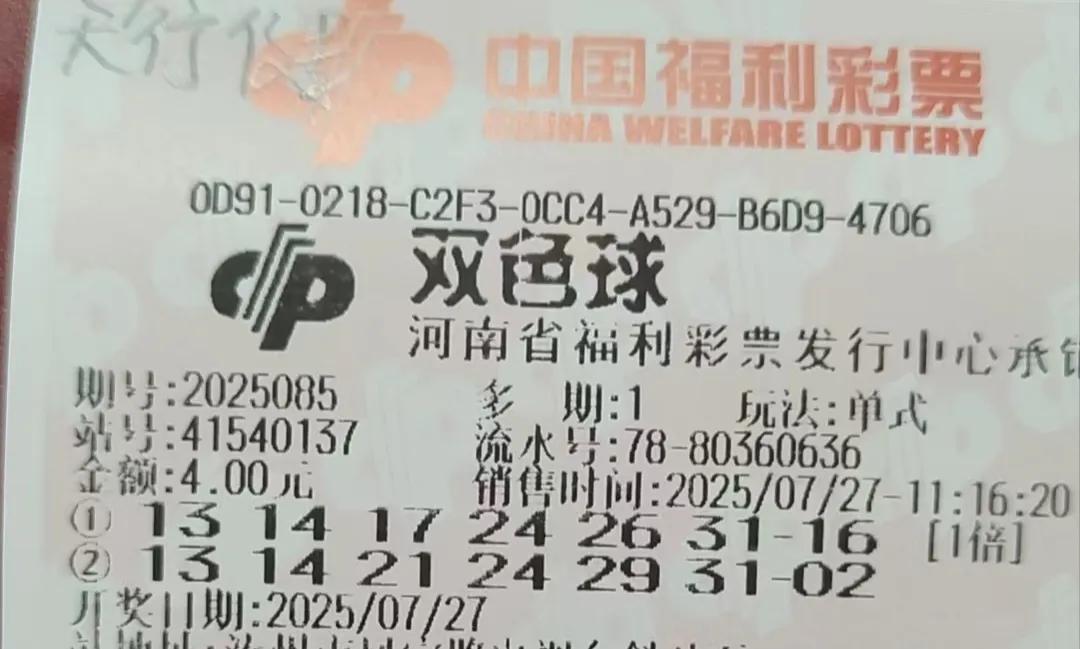 天行
中国福利彩票
CHINA WELFARE LOTTERY
0D91-0218-C2F3-0CC4-A529-B6D9-4706
双色球
河南省福利彩票发行中心承销
期号:2025085 多 期:1 玩法:单式
站号:41540137 流水号:78-80360636
金额:4.00元 销售时间:2025/07/27-11:16:20
① 13 14 17 24 26 31-16 [1倍]
② 13 14 21 24 29 31-02
开奖日期:2025/07/27